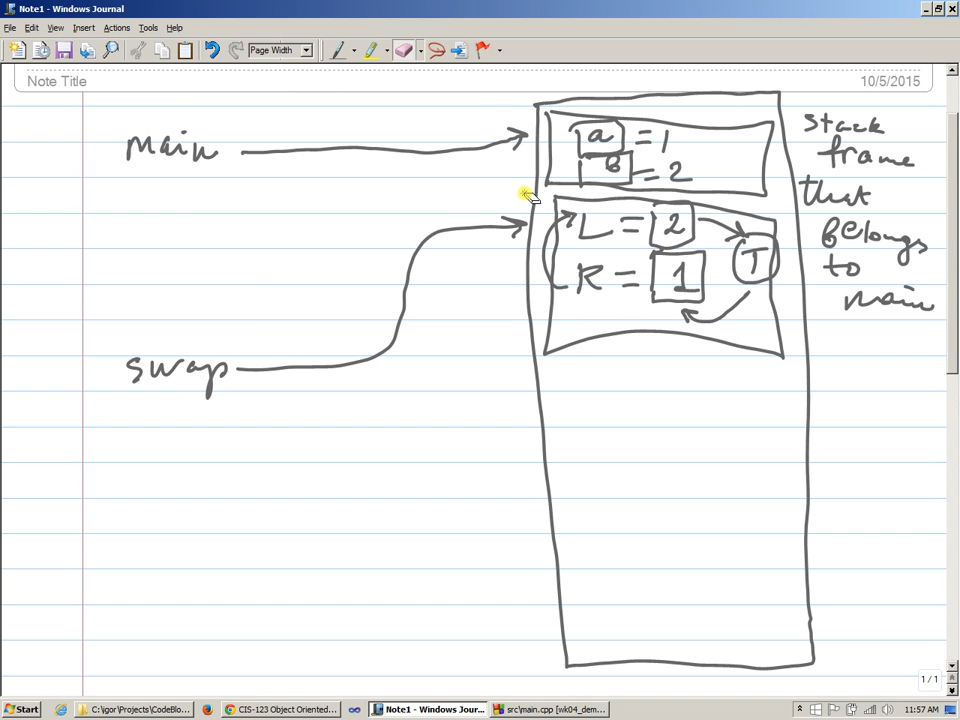 Note1 - Windows Journal
File Edit View Insert Actions Tools Help
Page Width
Note Title
10/5/2015
main
a = 1
B = 2
stack
frame
that
belongs
to
main
L = 2
T
R = 1
swap
1 / 1
Start
C:\igor\Projects\CodeBlo...
CIS-123 Object Oriented...
Note1 - Windows Jour...
src\main.cpp [wk04_dem...
11:57 AM